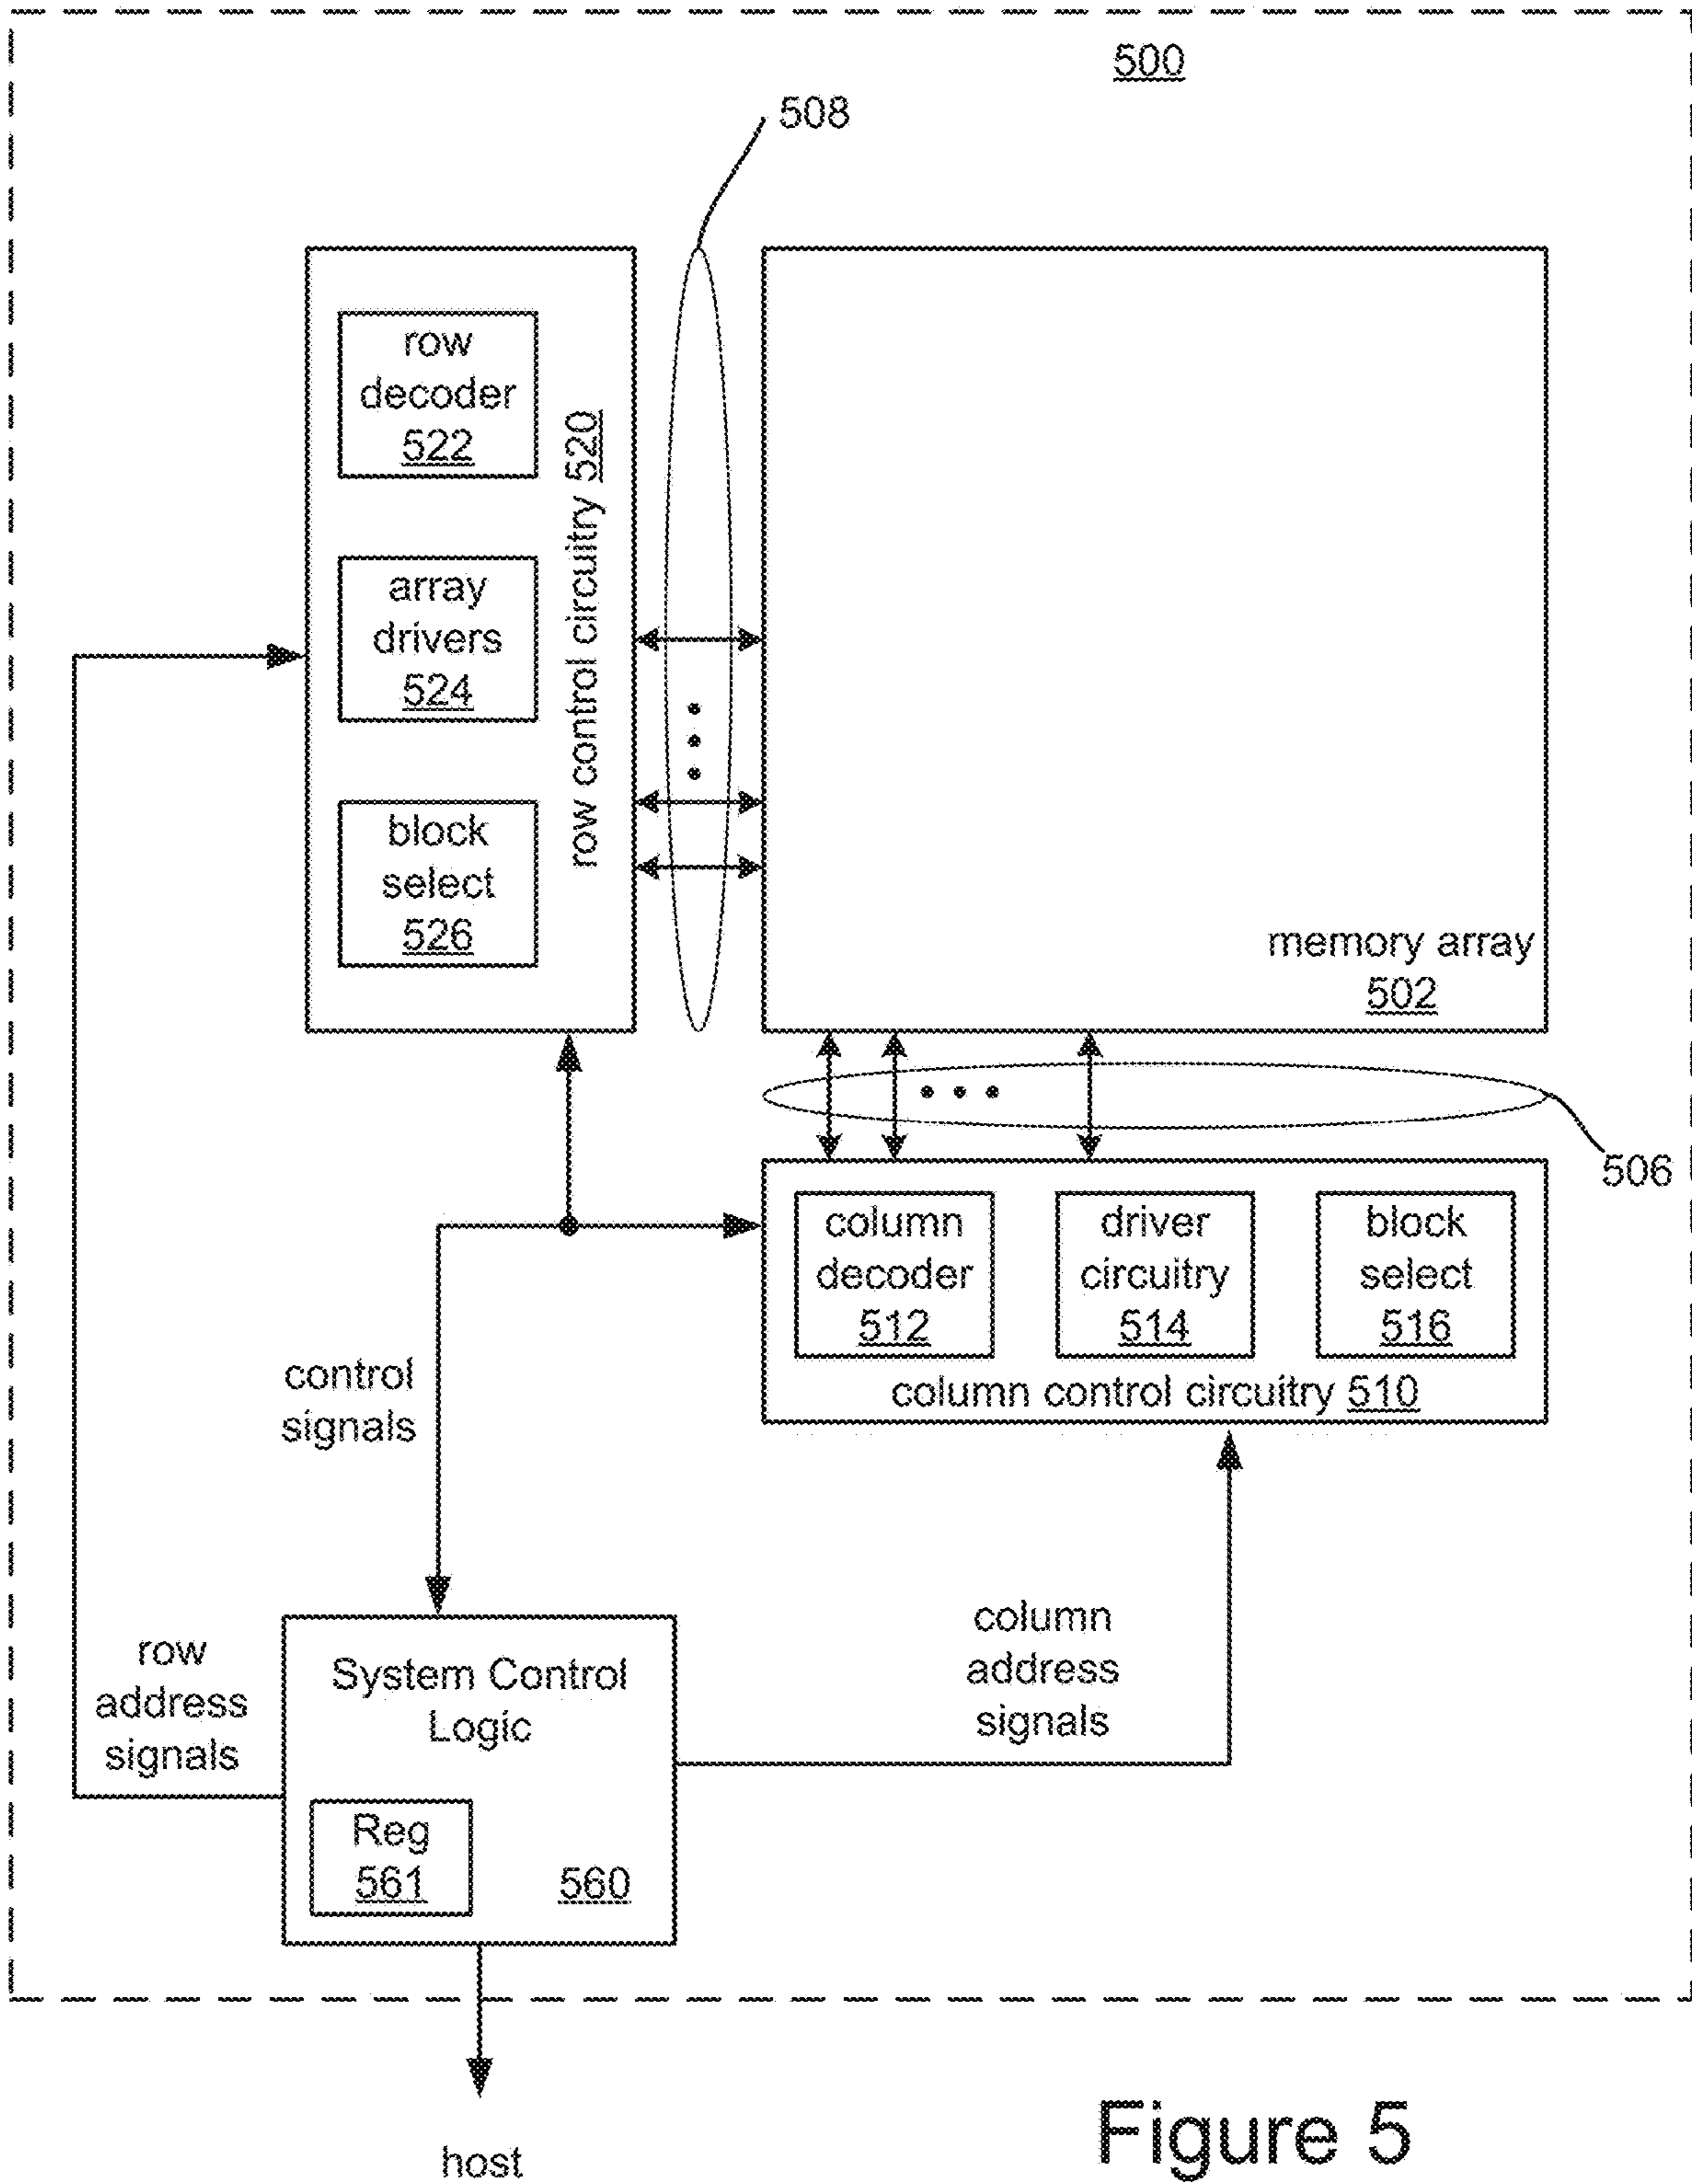 500
508
row
decoder
522
array
drivers
524
block
select
526
row control circuitry 520
memory array
502
506
column
decoder
512
driver
circuitry
514
block
select
516
column control circuitry 510
control
signals
row
address
signals
System Control
Logic
Reg
561
560
column
address
signals
host
Figure 5